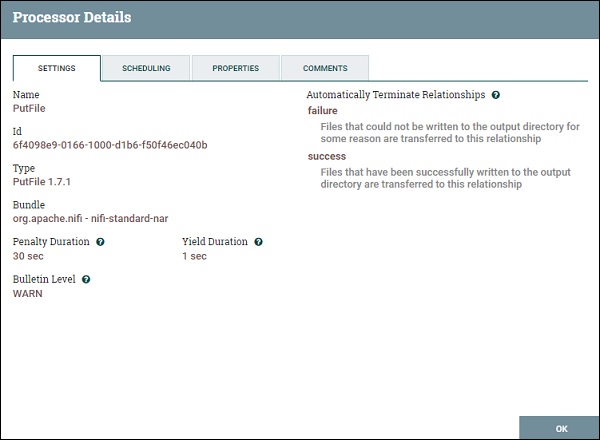 Processor Details
SETTINGS
SCHEDULING
PROPERTIES
COMMENTS
Name
PutFile
Id
6f4098e9-0166-1000-d1b6-f50f46ec040b
Type
PutFile 1.7.1
Bundle
org.apache.nifi - nifi-standard-nar
Penalty Duration ?
Yield Duration ?
30 sec
1 sec
Bulletin Level ?
WARN
Automatically Terminate Relationships ?
failure
Files that could not be written to the output directory for
some reason are transferred to this relationship
success
Files that have been successfully written to the output
directory are transferred to this relationship
OK